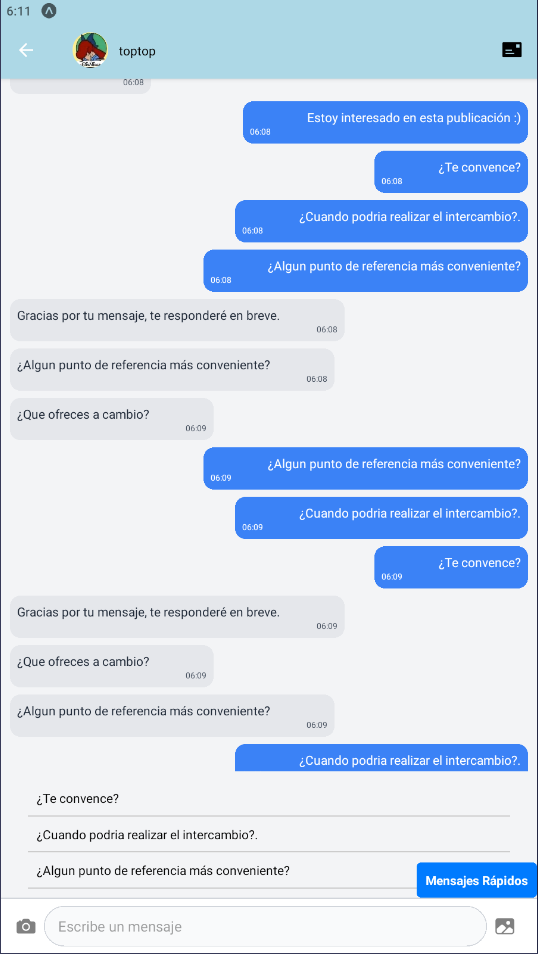 6:11
toptop
06:08
Estoy interesado en esta publicación :)
06:08
¿Te convence?
06:08
¿Cuando podria realizar el intercambio?.
06:08
¿Algun punto de referencia más conveniente?
06:08
Gracias por tu mensaje, te responderé en breve.
06:08
¿Algun punto de referencia más conveniente?
06:08
¿Que ofreces a cambio?
06:09
¿Algun punto de referencia más conveniente?
06:09
¿Cuando podria realizar el intercambio?.
06:09
¿Te convence?
06:09
Gracias por tu mensaje, te responderé en breve.
06:09
¿Que ofreces a cambio?
06:09
¿Algun punto de referencia más conveniente?
06:09
¿Cuando podria realizar el intercambio?.
¿Te convence?
¿Cuando podria realizar el intercambio?.
¿Algun punto de referencia más conveniente?
Mensajes Rápidos
Escribe un mensaje